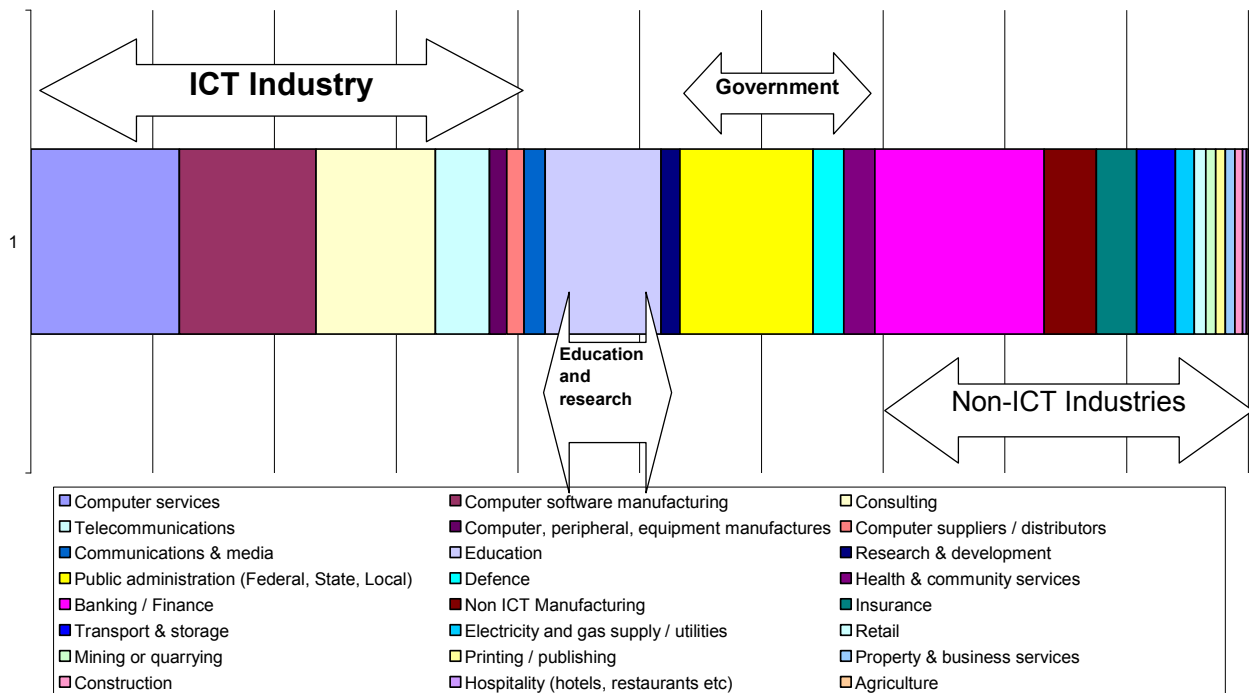 ICT Industry
Government
1
Education
and
research
Non-ICT Industries
Computer services
Computer software manufacturing
Consulting
Telecommunications
Computer, peripheral, equipment manufactures
Computer suppliers / distributors
Communications & media
Education
Research & development
Public administration (Federal, State, Local)
Defence
Health & community services
Banking / Finance
Non ICT Manufacturing
Insurance
Transport & storage
Electricity and gas supply / utilities
Retail
Mining or quarrying
Printing / publishing
Property & business services
Construction
Hospitality (hotels, restaurants etc)
Agriculture